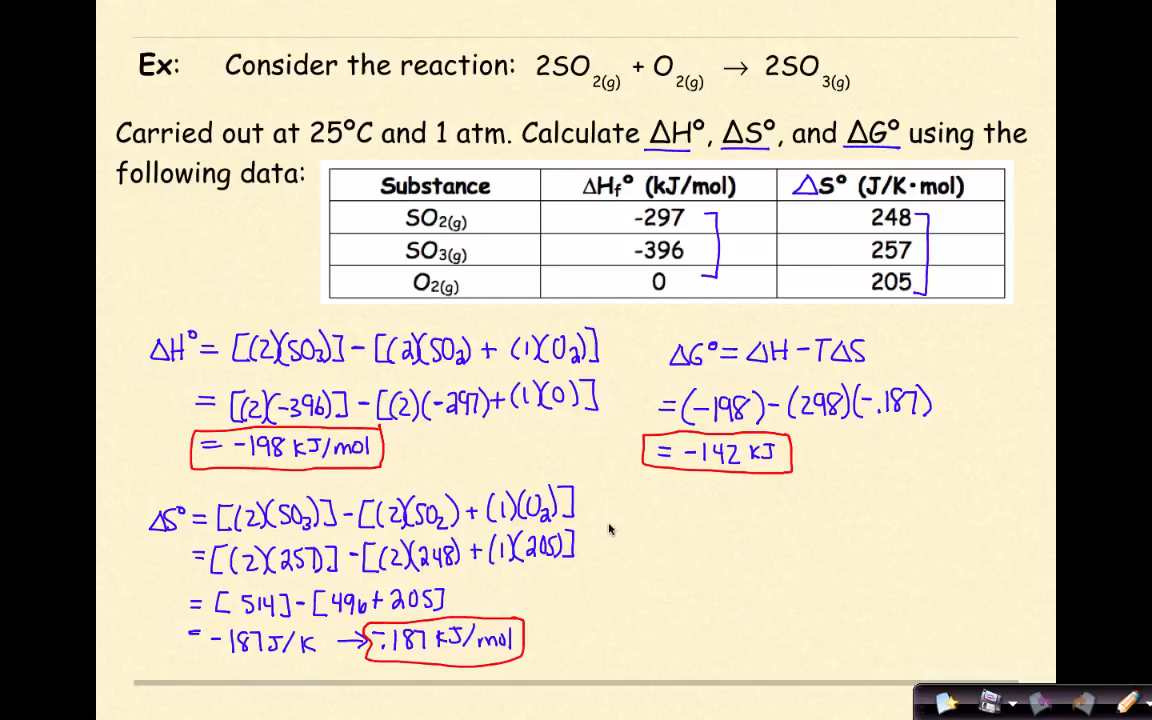 Ex: Consider the reaction: 2SO2(g) + O2(g) → 2SO3(g)
Carried out at 25°C and 1 atm. Calculate ΔH°, ΔS°, and ΔG° using the
following data:
Substance ΔHf° (kJ/mol) ΔS° (J/K·mol)
SO2(g) -297 248
SO3(g) -396 257
O2(g) 0 205
ΔH° = [(2)(SO3)] - [(2)(SO2) + (1)(O2)]
= [(2)(-396)] - [(2)(-297) + (1)(0)]
= -198 kJ/mol
ΔG° = ΔH - TΔS
= (-198) - (298)(-.187)
= -142 kJ
ΔS° = [(2)(SO3)] - [(2)(SO2) + (1)(O2)]
= [(2)(257)] - [(2)(248) + (1)(205)]
= [514] - [496 + 205]
= -187 J/K → -.187 kJ/mol